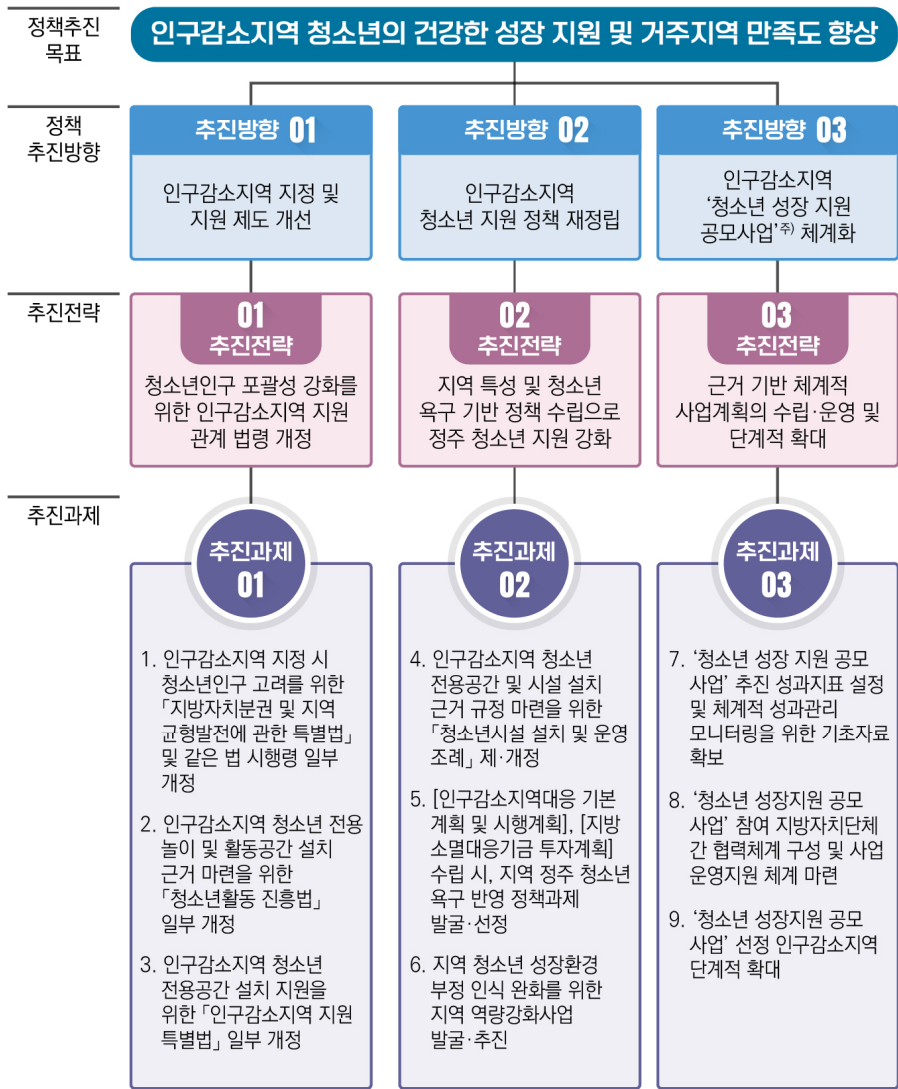 정책추진
목표
인구감소지역 청소년의 건강한 성장 지원 및 거주지역 만족도 향상
정책
추진방향
추진방향 01
인구감소지역 지정 및
지원 제도 개선
추진방향 02
인구감소지역
청소년 지원 정책 재정립
추진방향 03
인구감소지역
‘청소년 성장 지원
공모사업’주) 체계화
추진전략
01
추진전략
청소년인구 포괄성 강화를
위한 인구감소지역 지원
관계 법령 개정
02
추진전략
지역 특성 및 청소년
욕구 기반 정책 수립으로
정주 청소년 지원 강화
03
추진전략
근거 기반 체계적
사업계획의 수립·운영 및
단계적 확대
추진과제
추진과제
01
1. 인구감소지역 지정 시
청소년인구 고려를 위한
「지방자치분권 및 지역
균형발전에 관한 특별법」
및 같은 법 시행령 일부
개정
2. 인구감소지역 청소년 전용
놀이 및 활동공간 설치
근거 마련을 위한
「청소년활동 진흥법」
일부 개정
3. 인구감소지역 청소년
전용공간 설치 지원을
위한 「인구감소지역 지원
특별법」 일부 개정
추진과제
02
4. 인구감소지역 청소년
전용공간 및 시설 설치
근거 규정 마련을 위한
「청소년시설 설치 및 운영
조례」 제·개정
5. [인구감소지역대응 기본
계획 및 시행계획], [지방
소멸대응기금 투자계획]
수립 시, 지역 정주 청소년
욕구 반영 정책과제
발굴·선정
6. 지역 청소년 성장환경
부정 인식 완화를 위한
지역 역량강화사업
발굴·추진
추진과제
03
7. ‘청소년 성장 지원 공모
사업’ 추진 성과지표 설정
및 체계적 성과관리
모니터링을 위한 기초자료
확보
8. ‘청소년 성장지원 공모
사업’ 참여 지방자치단체
간 협력체계 구성 및 사업
운영지원 체계 마련
9. ‘청소년 성장지원 공모
사업’ 선정 인구감소지역
단계적 확대